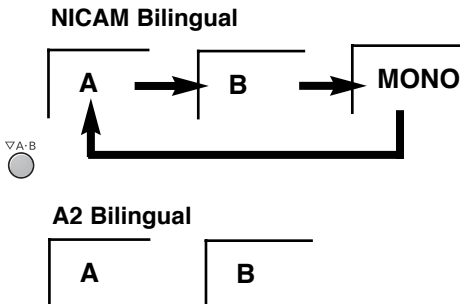 NICAM Bilingual
A B MONO
▽A·B
A2 Bilingual
A B